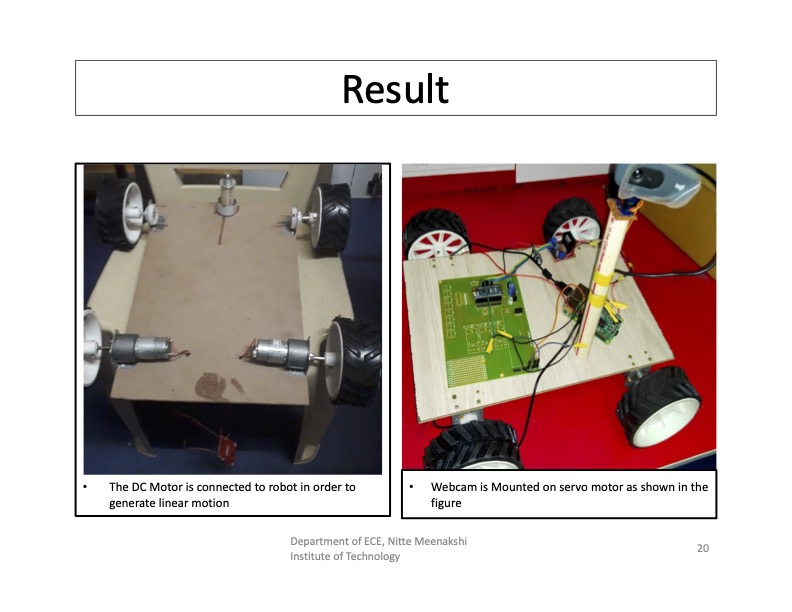 Result
• The DC Motor is connected to robot in order to
generate linear motion
• Webcam is Mounted on servo motor as shown in the
figure
Department of ECE, Nitte Meenakshi
Institute of Technology
20